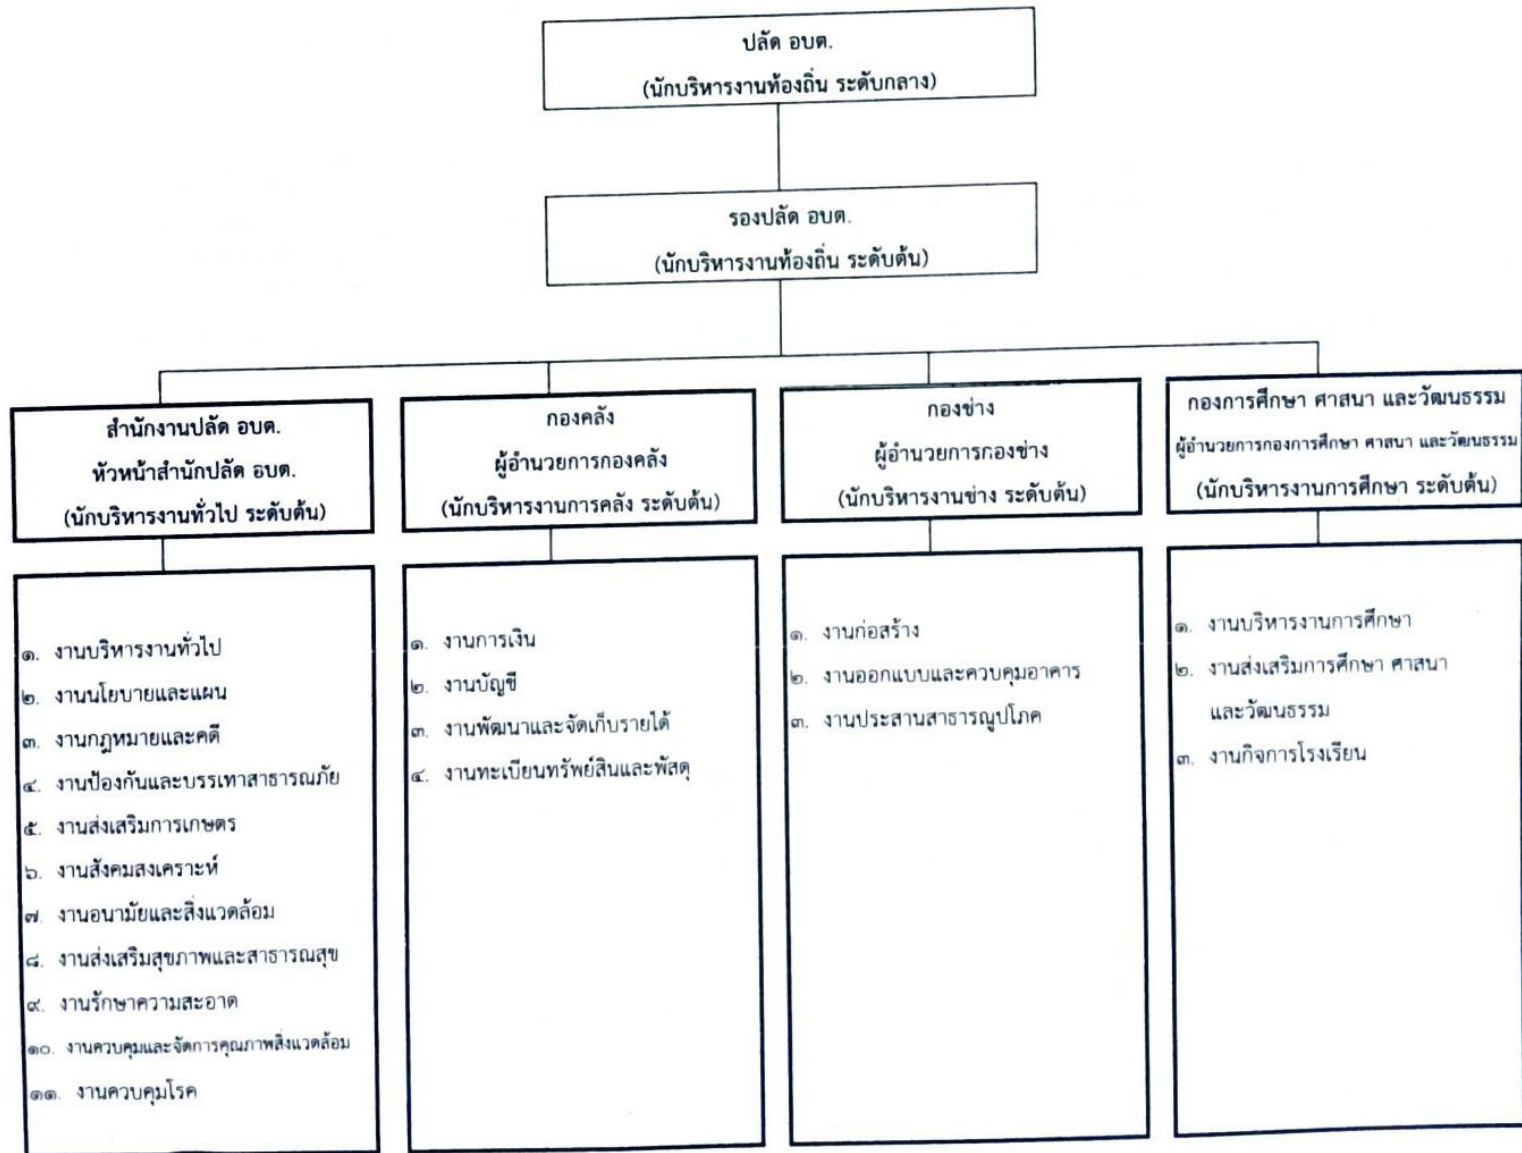 ปลัด อบต.
(นักบริหารงานท้องถิ่น ระดับกลาง)
รองปลัด อบต.
(นักบริหารงานท้องถิ่น ระดับต้น)
สำนักงานปลัด อบต.
หัวหน้าสำนักปลัด อบต.
(นักบริหารงานทั่วไป ระดับต้น)
๑. งานบริหารงานทั่วไป
๒. งานนโยบายและแผน
๓. งานกฎหมายและคดี
๔. งานป้องกันและบรรเทาสาธารณภัย
๕. งานส่งเสริมการเกษตร
๖. งานสังคมสงเคราะห์
๗. งานอนามัยและสิ่งแวดล้อม
๘. งานส่งเสริมสุขภาพและสาธารณสุข
๙. งานรักษาความสะอาด
๑๐. งานควบคุมและจัดการคุณภาพสิ่งแวดล้อม
๑๑. งานควบคุมโรค
กองคลัง
ผู้อำนวยการกองคลัง
(นักบริหารงานการคลัง ระดับต้น)
๑. งานการเงิน
๒. งานบัญชี
๓. งานพัฒนาและจัดเก็บรายได้
๔. งานทะเบียนทรัพย์สินและพัสดุ
กองช่าง
ผู้อำนวยการกองช่าง
(นักบริหารงานช่าง ระดับต้น)
๑. งานก่อสร้าง
๒. งานออกแบบและควบคุมอาคาร
๓. งานประสานสาธารณูปโภค
กองการศึกษา ศาสนา และวัฒนธรรม
ผู้อำนวยการกองการศึกษา ศาสนา และวัฒนธรรม
(นักบริหารงานการศึกษา ระดับต้น)
๑. งานบริหารงานการศึกษา
๒. งานส่งเสริมการศึกษา ศาสนา
และวัฒนธรรม
๓. งานกิจการโรงเรียน